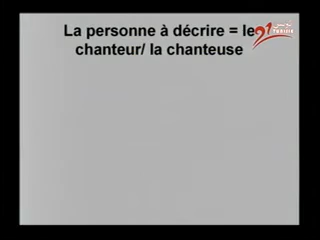 La personne à décrire = le
chanteur/ la chanteuse